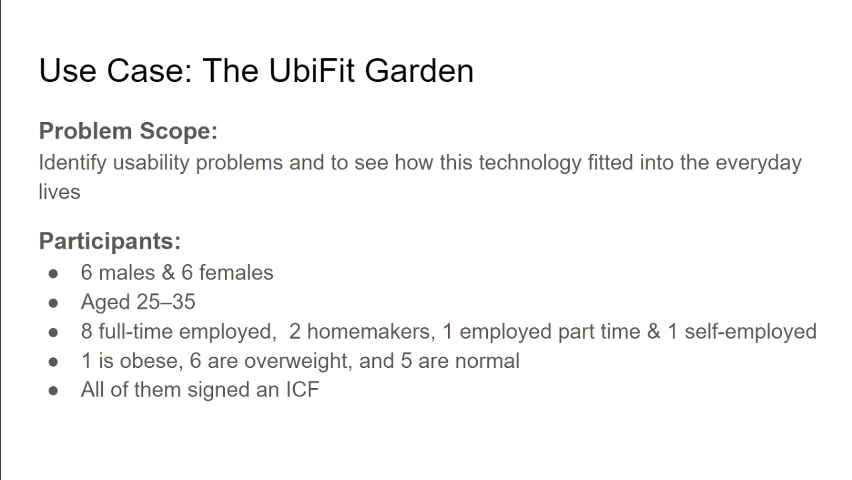 Use Case: The UbiFit Garden
Problem Scope:
Identify usability problems and to see how this technology fitted into the everyday
lives
Participants:
● 6 males & 6 females
● Aged 25–35
● 8 full-time employed,  2 homemakers, 1 employed part time & 1 self-employed
● 1 is obese, 6 are overweight, and 5 are normal
● All of them signed an ICF